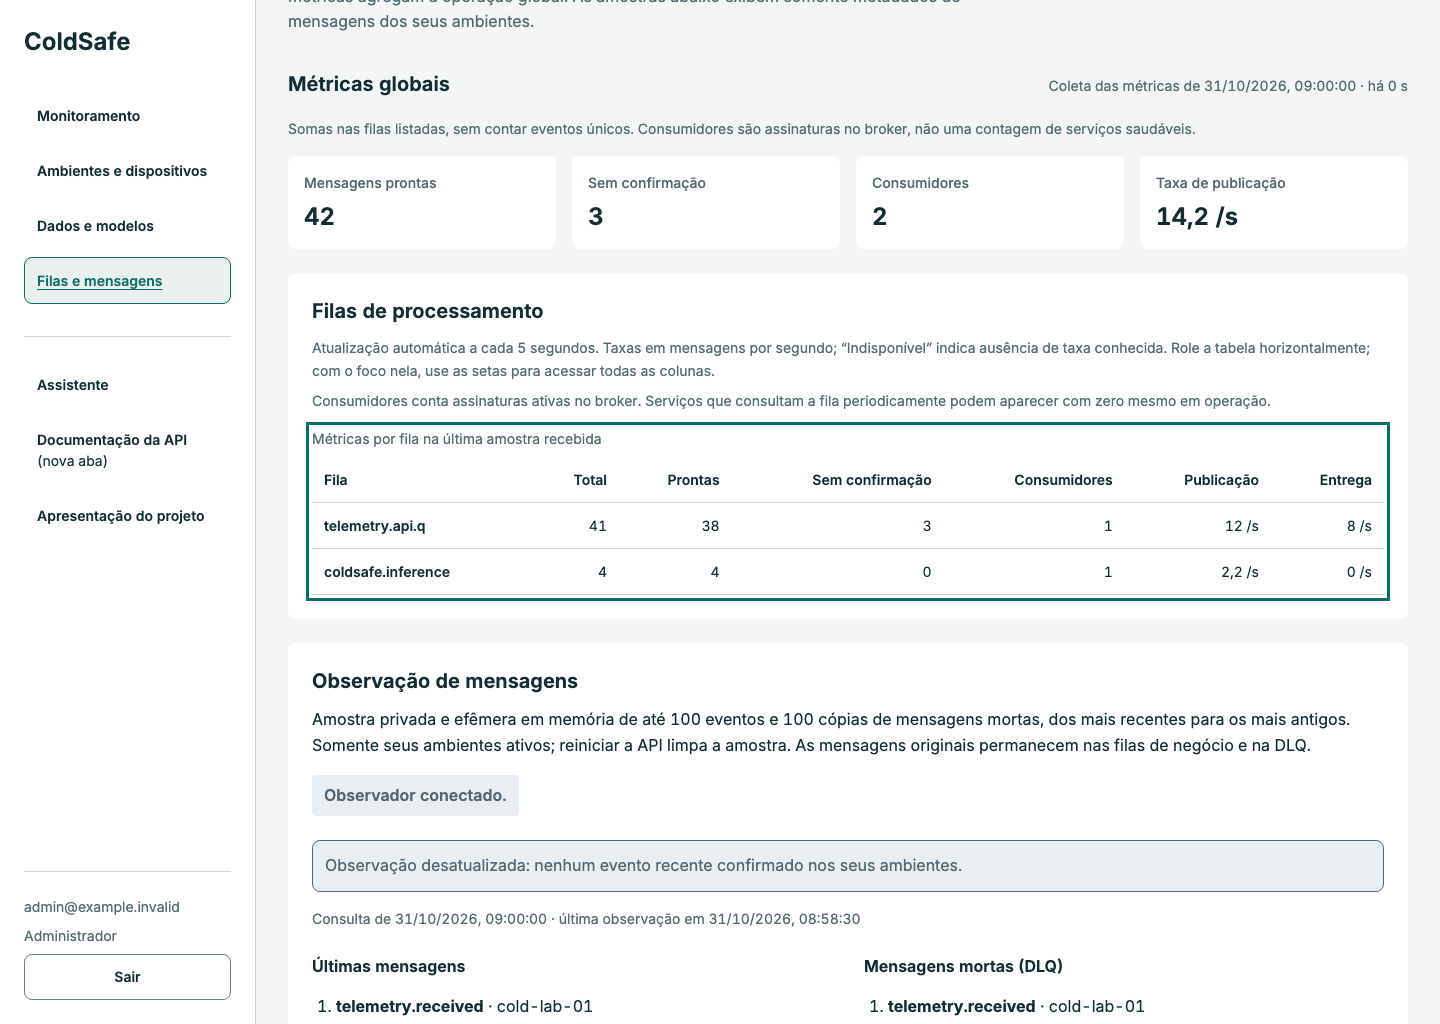 ColdSafe
Monitoramento
Ambientes e dispositivos
Dados e modelos
Filas e mensagens
Assistente
Documentação da API
(nova aba)
Apresentação do projeto
admin@example.invalid
Administrador
Sair
métricas agregam a operação global. As amostras abaixo exibem somente metadados de
mensagens dos seus ambientes.
Métricas globais
Coleta das métricas de 31/10/2026, 09:00:00 · há 0 s
Somas nas filas listadas, sem contar eventos únicos. Consumidores são assinaturas no broker, não uma contagem de serviços saudáveis.
Mensagens prontas
42
Sem confirmação
3
Consumidores
2
Taxa de publicação
14,2 /s
Filas de processamento
Atualização automática a cada 5 segundos. Taxas em mensagens por segundo; “Indisponível” indica ausência de taxa conhecida. Role a tabela horizontalmente;
com o foco nela, use as setas para acessar todas as colunas.
Consumidores conta assinaturas ativas no broker. Serviços que consultam a fila periodicamente podem aparecer com zero mesmo em operação.
Métricas por fila na última amostra recebida
Fila Total Prontas Sem confirmação Consumidores Publicação Entrega
telemetry.api.q 41 38 3 1 12 /s 8 /s
coldsafe.inference 4 4 0 1 2,2 /s 0 /s
Observação de mensagens
Amostra privada e efêmera em memória de até 100 eventos e 100 cópias de mensagens mortas, dos mais recentes para os mais antigos.
Somente seus ambientes ativos; reiniciar a API limpa a amostra. As mensagens originais permanecem nas filas de negócio e na DLQ.
Observador conectado.
Observação desatualizada: nenhum evento recente confirmado nos seus ambientes.
Consulta de 31/10/2026, 09:00:00 · última observação em 31/10/2026, 08:58:30
Últimas mensagens
1. telemetry.received · cold-lab-01
Mensagens mortas (DLQ)
1. telemetry.received · cold-lab-01